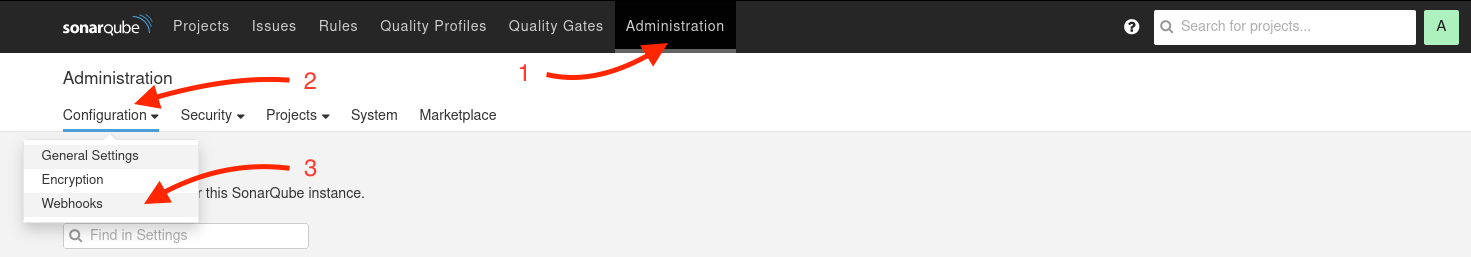 sonarqube Projects Issues Rules Quality Profiles Quality Gates Administration ? Search for projects... A
1
Administration
2
Configuration Security Projects System Marketplace
General Settings
3
Encryption
r this SonarQube instance.
Webhooks
Find in Settings